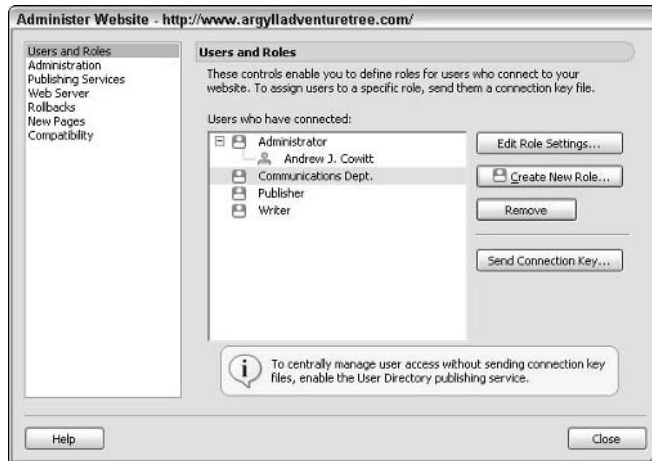 Administer Website - http://www.argylladventuretree.com/
Users and Roles
Administration
Publishing Services
Web Server
Rollbacks
New Pages
Compatibility
Users and Roles
These controls enable you to define roles for users who connect to your
website. To assign users to a specific role, send them a connection key file.
Users who have connected:
Administrator
Andrew J. Cowitt
Communications Dept.
Publisher
Writer
Edit Role Settings...
Create New Role...
Remove
Send Connection Key...
To centrally manage user access without sending connection key
files, enable the User Directory publishing service.
Help
Close